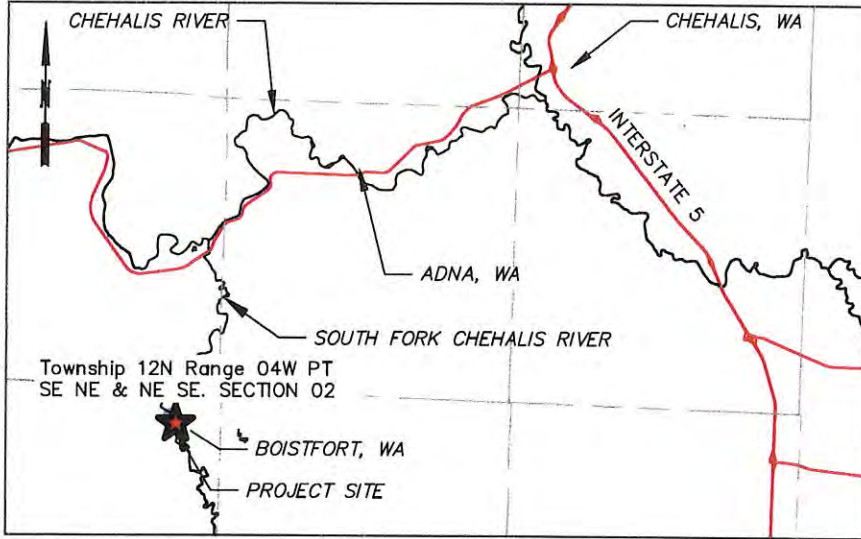 CHEHALIS RIVER
CHEHALIS, WA
N
INTERSTATE 5
ADNA, WA
SOUTH FORK CHEHALIS RIVER
Township 12N Range 04W PT
SE NE & NE SE. SECTION 02
BOISTFORT, WA
PROJECT SITE